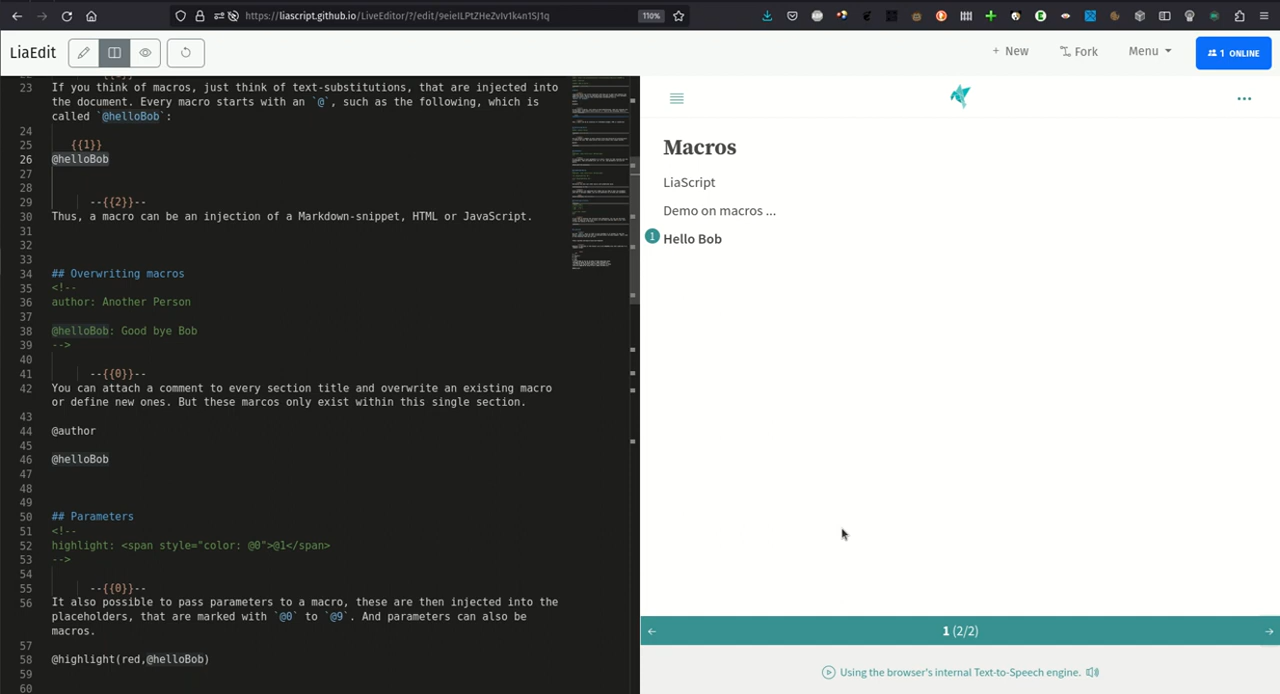 https://liascript.github.io/LiveEditor/?/edit/9eieILPtZHeZvIv1k4n1SJ1q
110%
LiaEdit
+ New
Fork
Menu
1 ONLINE
23 If you think of macros, just think of text-substitutions, that are injected into
the document. Every macro starts with an `@`, such as the following, which is
called `@helloBob`:
24
25 {{1}}
26 @helloBob
27
28
29 --{{2}}--
30 Thus, a macro can be an injection of a Markdown-snippet, HTML or JavaScript.
31
32
33
34 ## Overwriting macros
35 <!--
36 author: Another Person
37
38 @helloBob: Good bye Bob
39 -->
40
41 --{{0}}--
42 You can attach a comment to every section title and overwrite an existing macro
or define new ones. But these marcos only exist within this single section.
43
44 @author
45
46 @helloBob
47
48
49
50 ## Parameters
51 <!--
52 highlight: <span style="color: @0">@1</span>
53 -->
54
55 --{{0}}--
56 It also possible to pass parameters to a macro, these are then injected into the
placeholders, that are marked with `@0` to `@9`. And parameters can also be
macros.
57
58 @highlight(red,@helloBob)
59
60
Macros
LiaScript
Demo on macros ...
1 Hello Bob
1 (2/2)
Using the browser's internal Text-to-Speech engine.